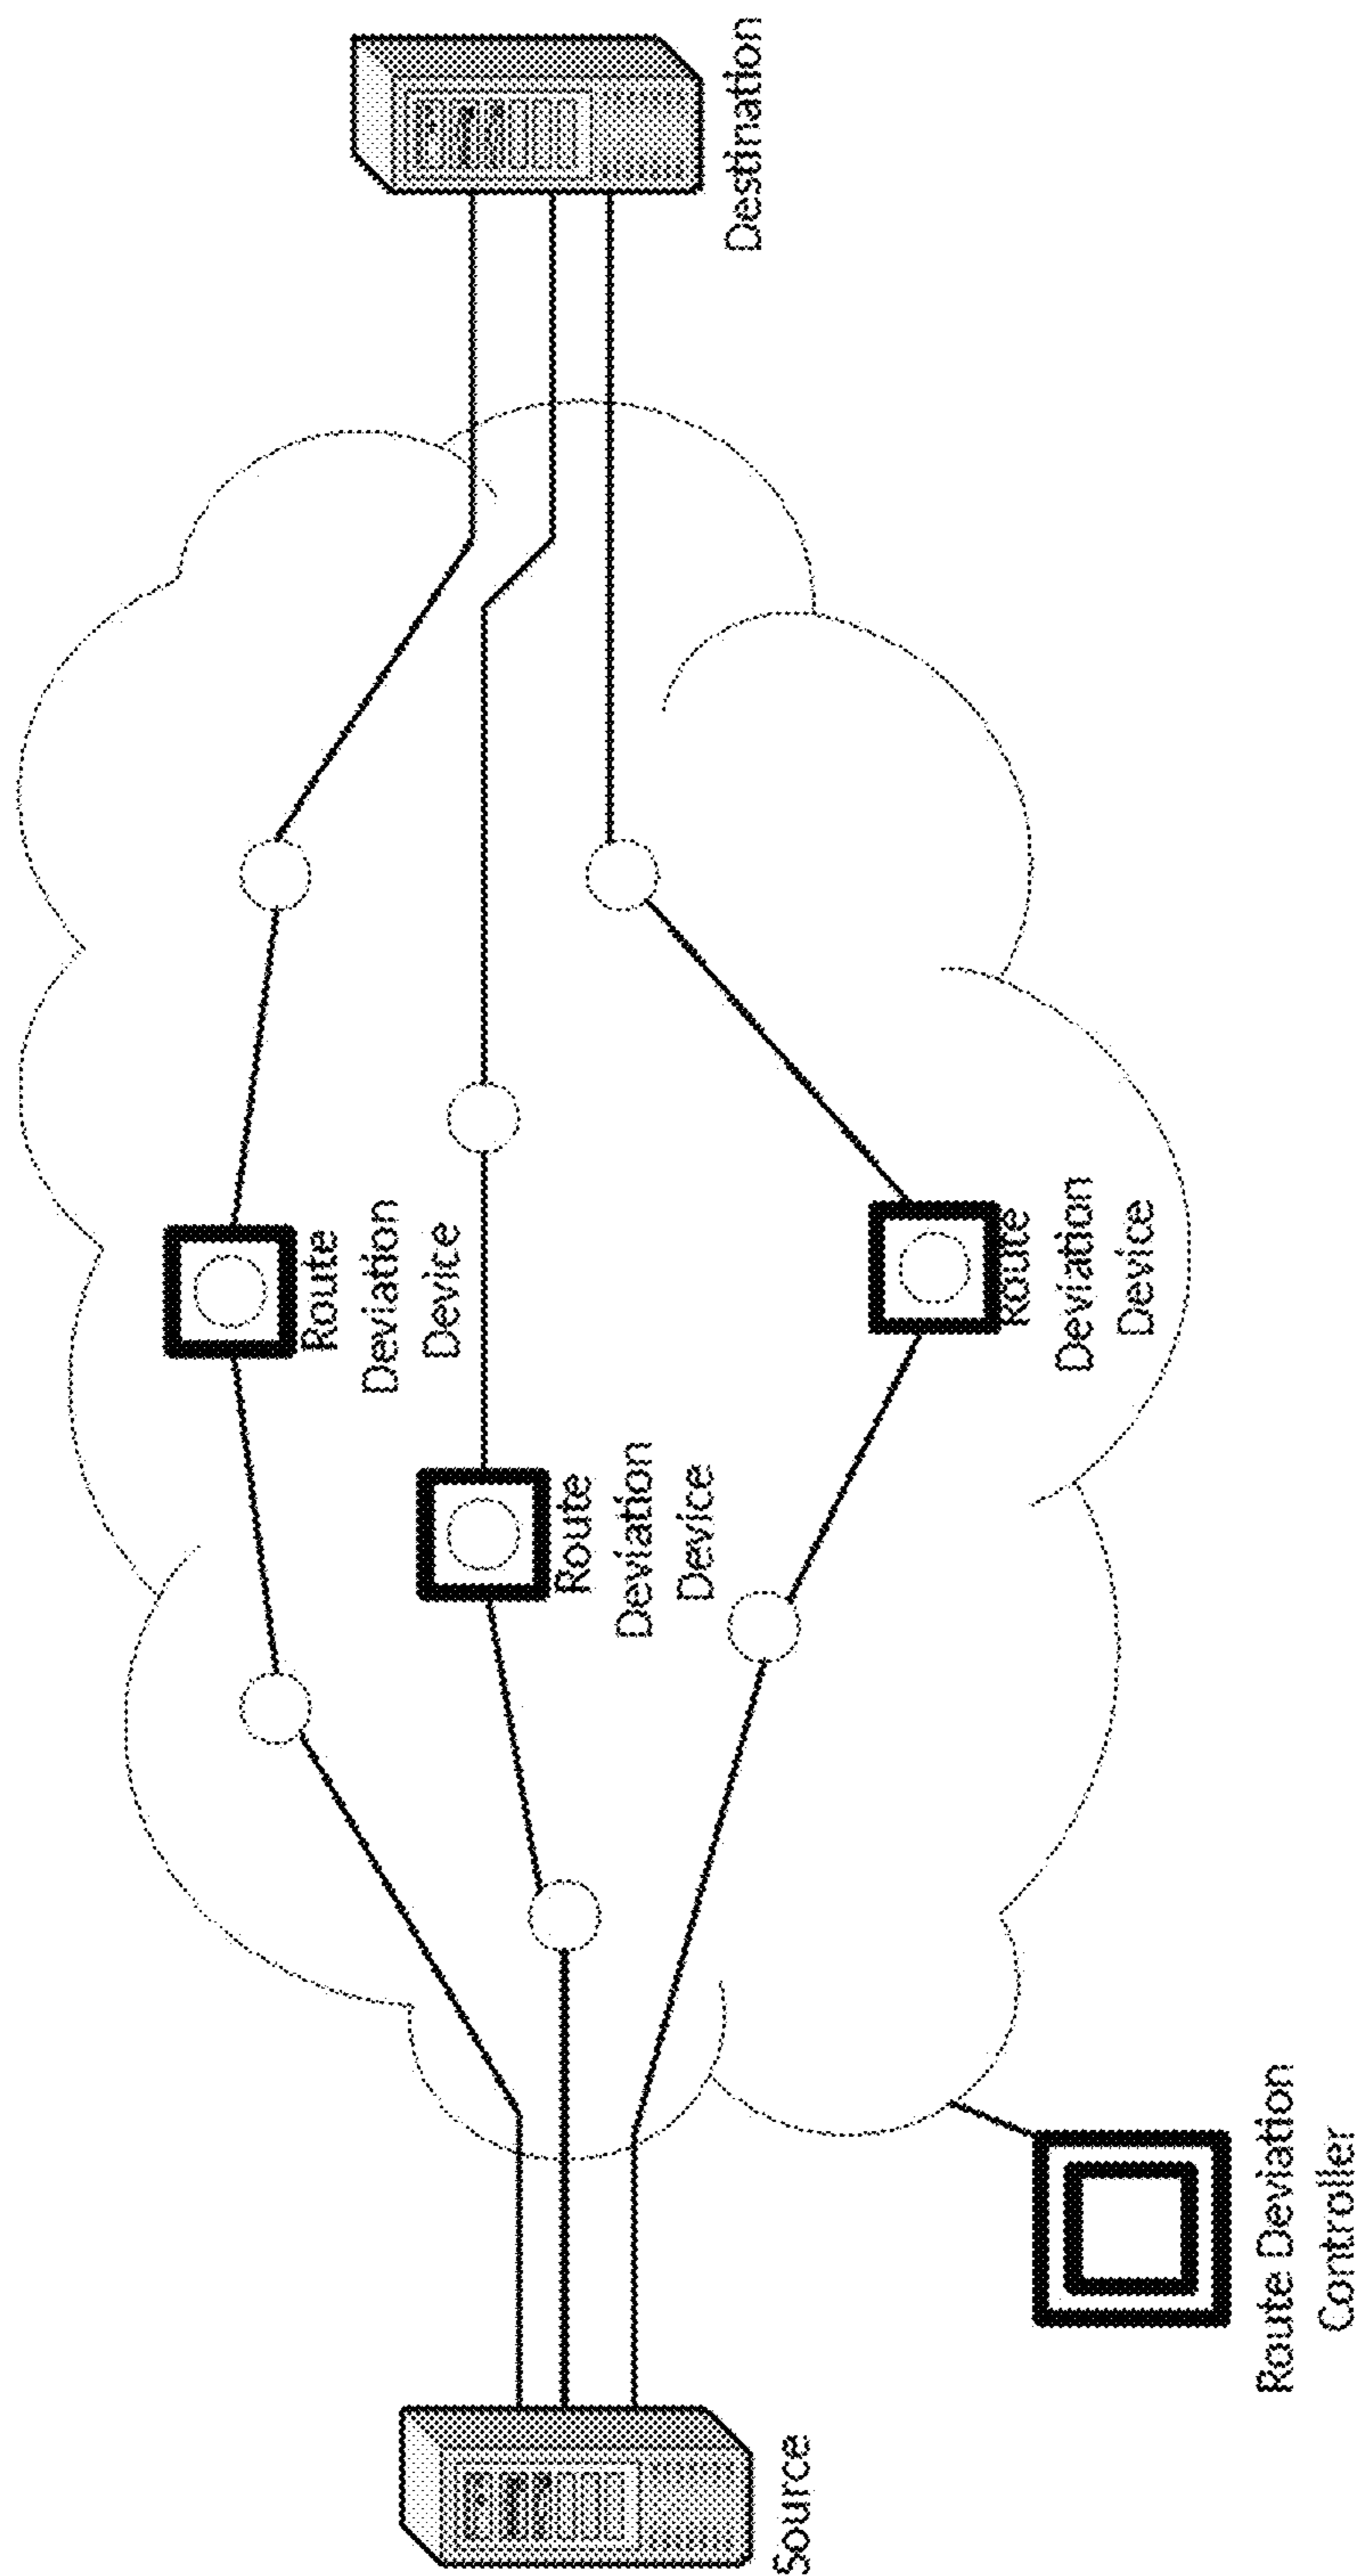 Route
Deviation
Device
Route
Deviation
Device
Route
Deviation
Device
Source
Destination
Route Deviation
Controller